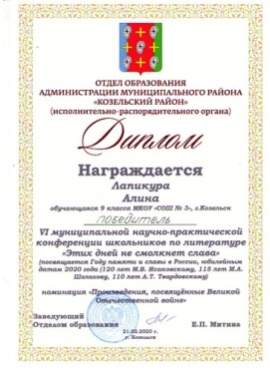 ОТДЕЛ ОБРАЗОВАНИЯ
АДМИНИСТРАЦИИ МУНИЦИПАЛЬНОГО РАЙОНА
«КОЗЕЛЬСКИЙ РАЙОН»
(исполнительно-распорядительного органа)
Диплом
Награждается
Лапикура
Алина
обучающаяся 9 класса МКОУ «СОШ № 3», г.Козельск
победитель
VI муниципальной научно-практической
конференции школьников по литературе
«Этих дней не смолкнет слава»
(посвящается Году памяти и славы в России, юбилейным
датам 2020 года (120 лет М.В. Исаковскому, 115 лет М.А.
Шолохову, 110 лет А.Т. Твардовскому)
номинация «Произведения, посвящённые Великой
Отечественной войне»
Заведующий
Отделом образования
Е.П. Митина
21.02.2020 г.
г. Козельск